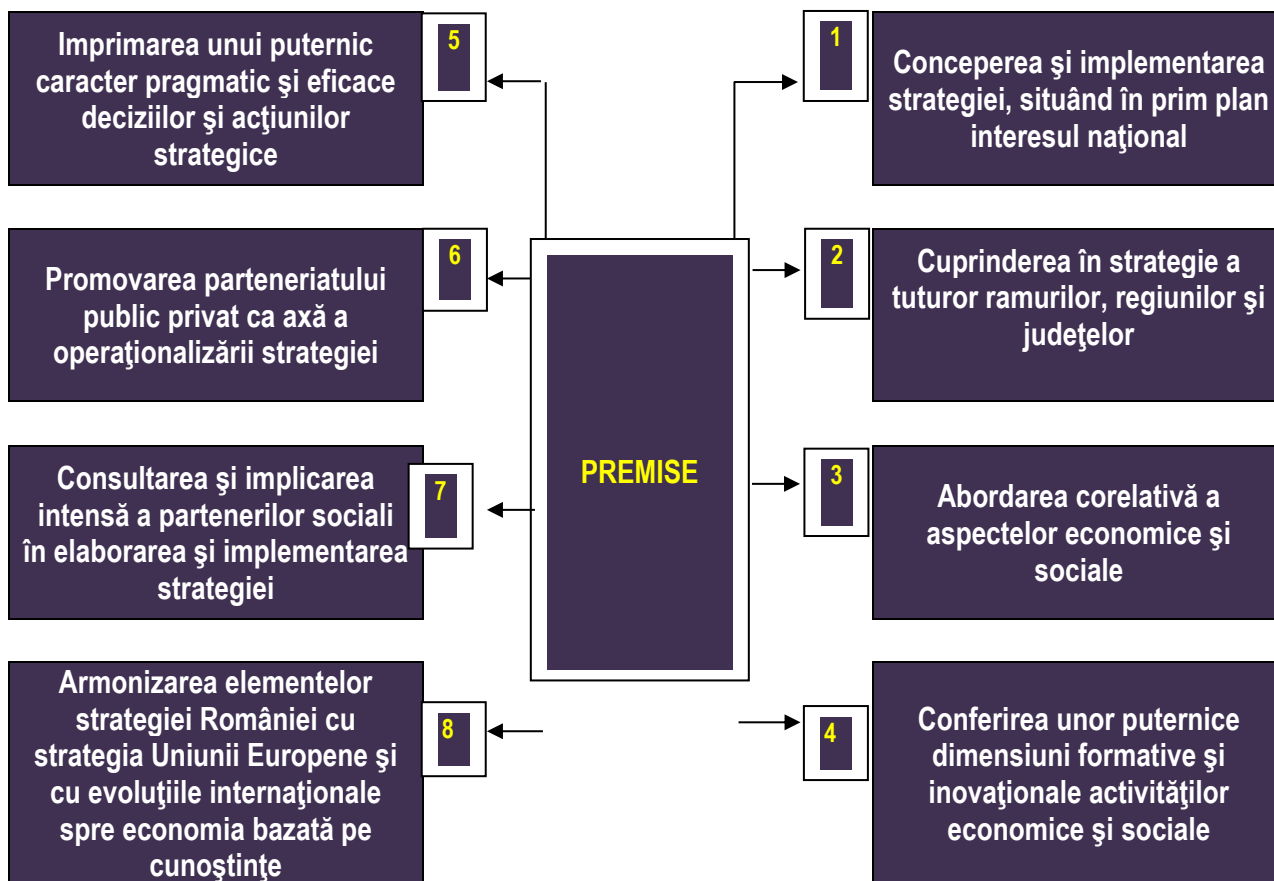 5
Imprimarea unui puternic
caracter pragmatic şi eficace
deciziilor şi acţiunilor
strategice
6
Promovarea parteneriatului
public privat ca axă a
operaţionalizării strategiei
7
Consultarea şi implicarea
intensă a partenerilor sociali
în elaborarea şi implementarea
strategiei
8
Armonizarea elementelor
strategiei României cu
strategia Uniunii Europene şi
cu evoluţiile internaţionale
spre economia bazată pe
cunoştinţe
PREMISE
1
Conceperea şi implementarea
strategiei, situând în prim plan
interesul naţional
2
Cuprinderea în strategie a
tuturor ramurilor, regiunilor şi
judeţelor
3
Abordarea corelativă a
aspectelor economice şi
sociale
4
Conferirea unor puternice
dimensiuni formative şi
inovaţionale activităţilor
economice şi sociale